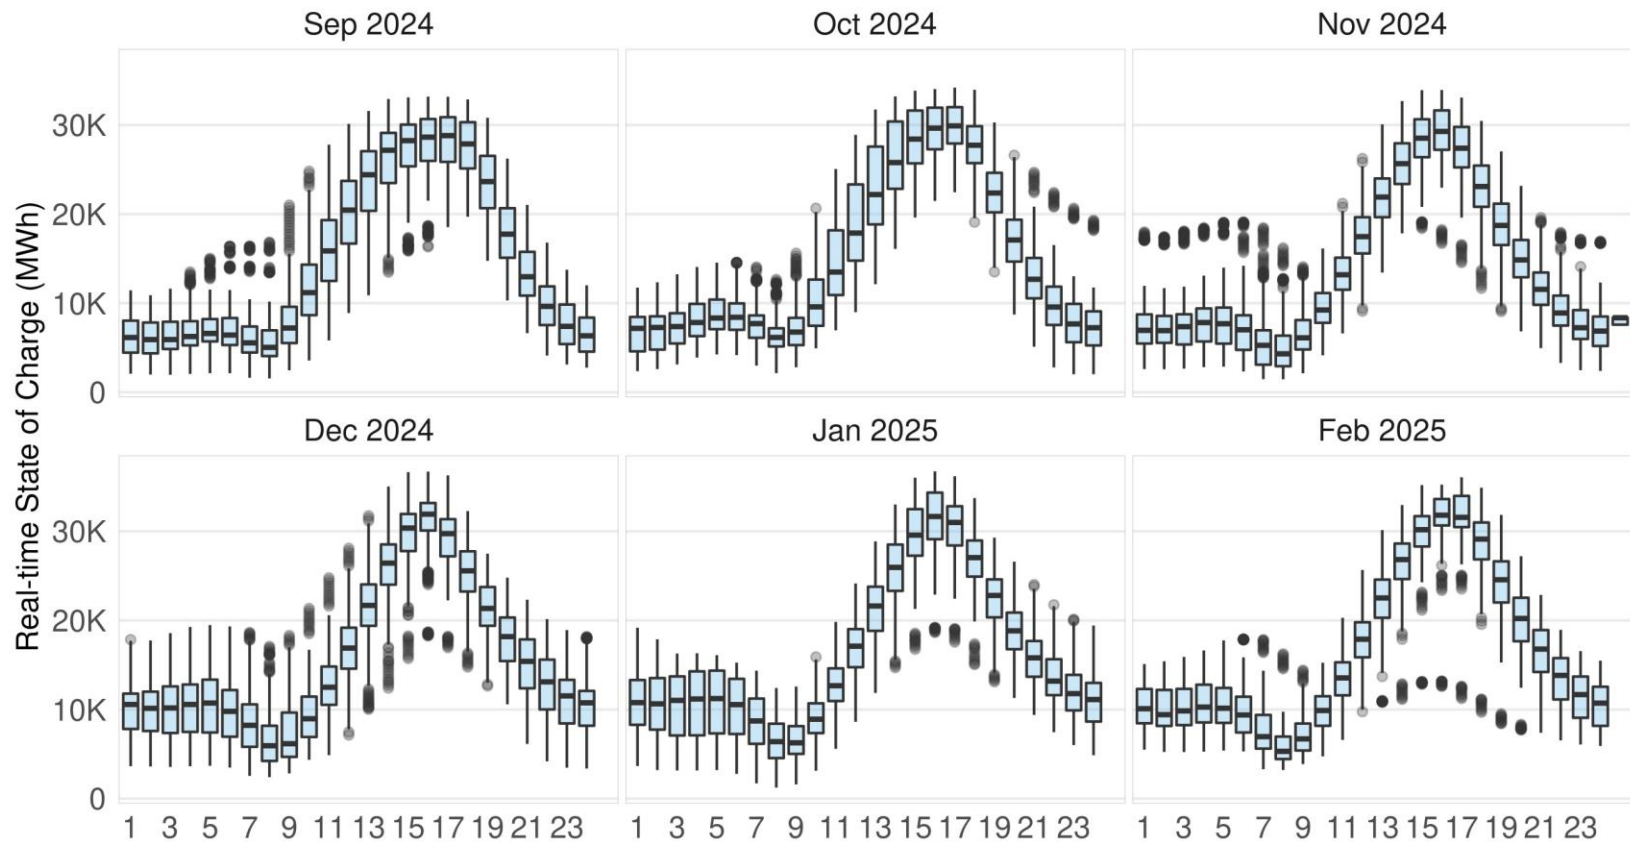 Sep 2024
Oct 2024
Nov 2024
30K
20K
10K
0
Real-time State of Charge (MWh)
Dec 2024
Jan 2025
Feb 2025
30K
20K
10K
0
1 3 5 7 9 11 13 15 17 19 21 23
1 3 5 7 9 11 13 15 17 19 21 23
1 3 5 7 9 11 13 15 17 19 21 23